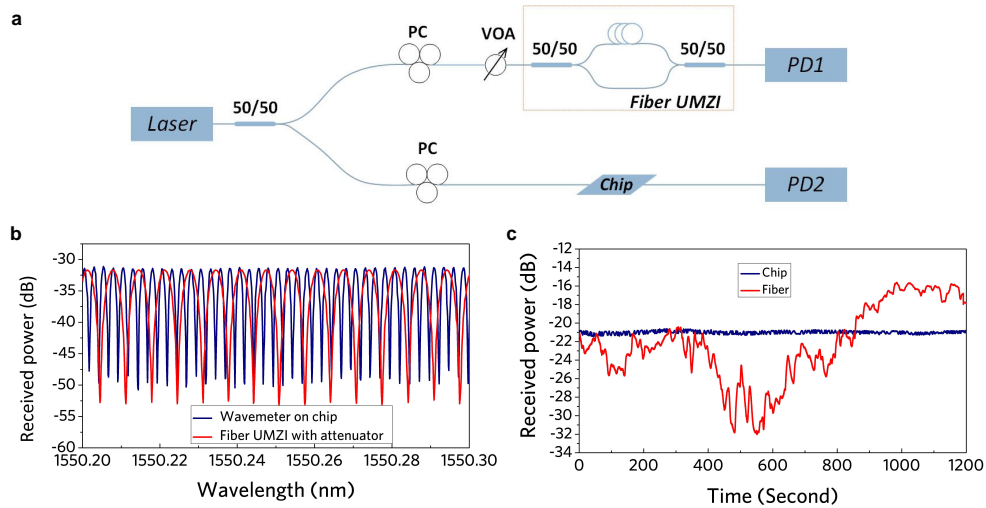 a
PC
VOA
50/50
50/50
PD1
Fiber UMZI
50/50
Laser
PC
Chip
PD2
b
-30
-35
-40
-45
-50
-55
-60
Received power (dB)
Wavemeter on chip
Fiber UMZI with attenuator
1550.20
1550.22
1550.24
1550.26
1550.28
1550.30
Wavelength (nm)
c
-12
-14
-16
-18
-20
-22
-24
-26
-28
-30
-32
-34
Received power (dB)
Chip
Fiber
0
200
400
600
800
1000
1200
Time (Second)